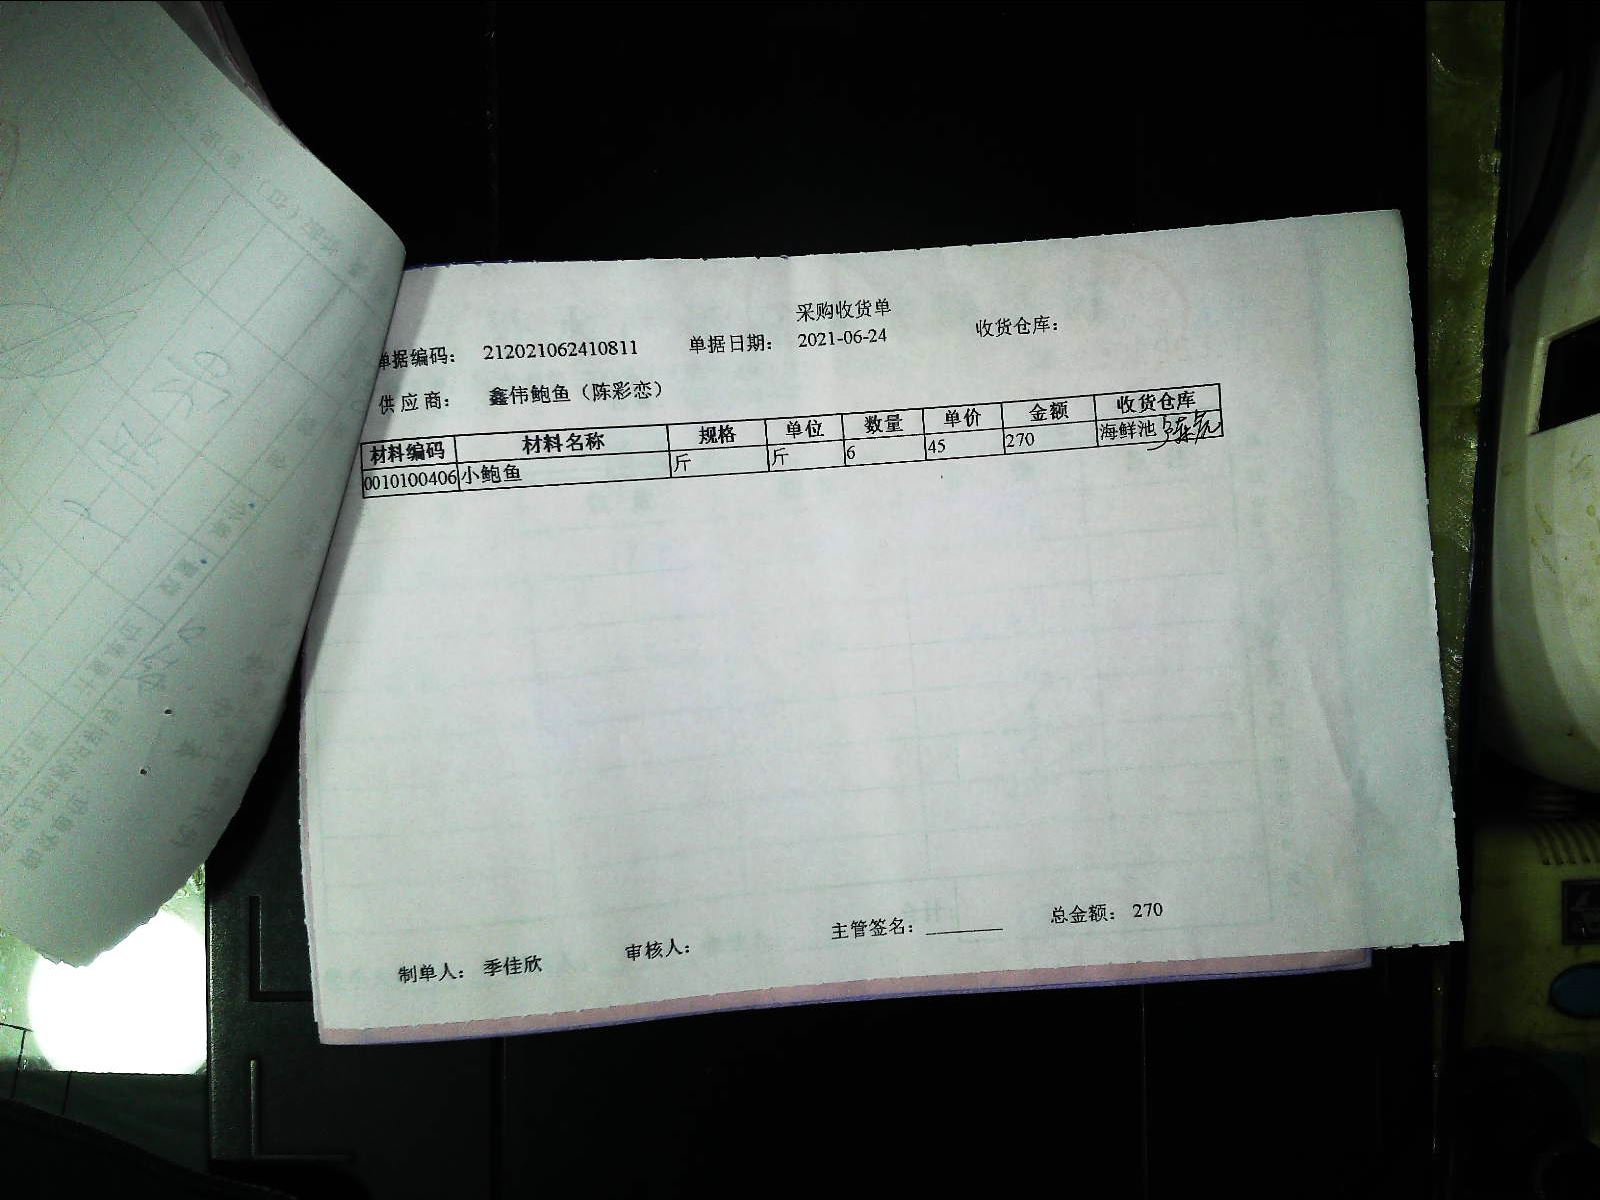 采购收货单
单据编码： 212021062410811 单据日期： 2021-06-24 收货仓库：
供应商： 鑫伟鲍鱼（陈彩恋）
材料编码 材料名称 规格 单位 数量 单价 金额 收货仓库
0010100406 小鲍鱼 斤 斤 6 45 270 海鲜池
制单人： 季佳欣 审核人： 主管签名：________ 总金额： 270